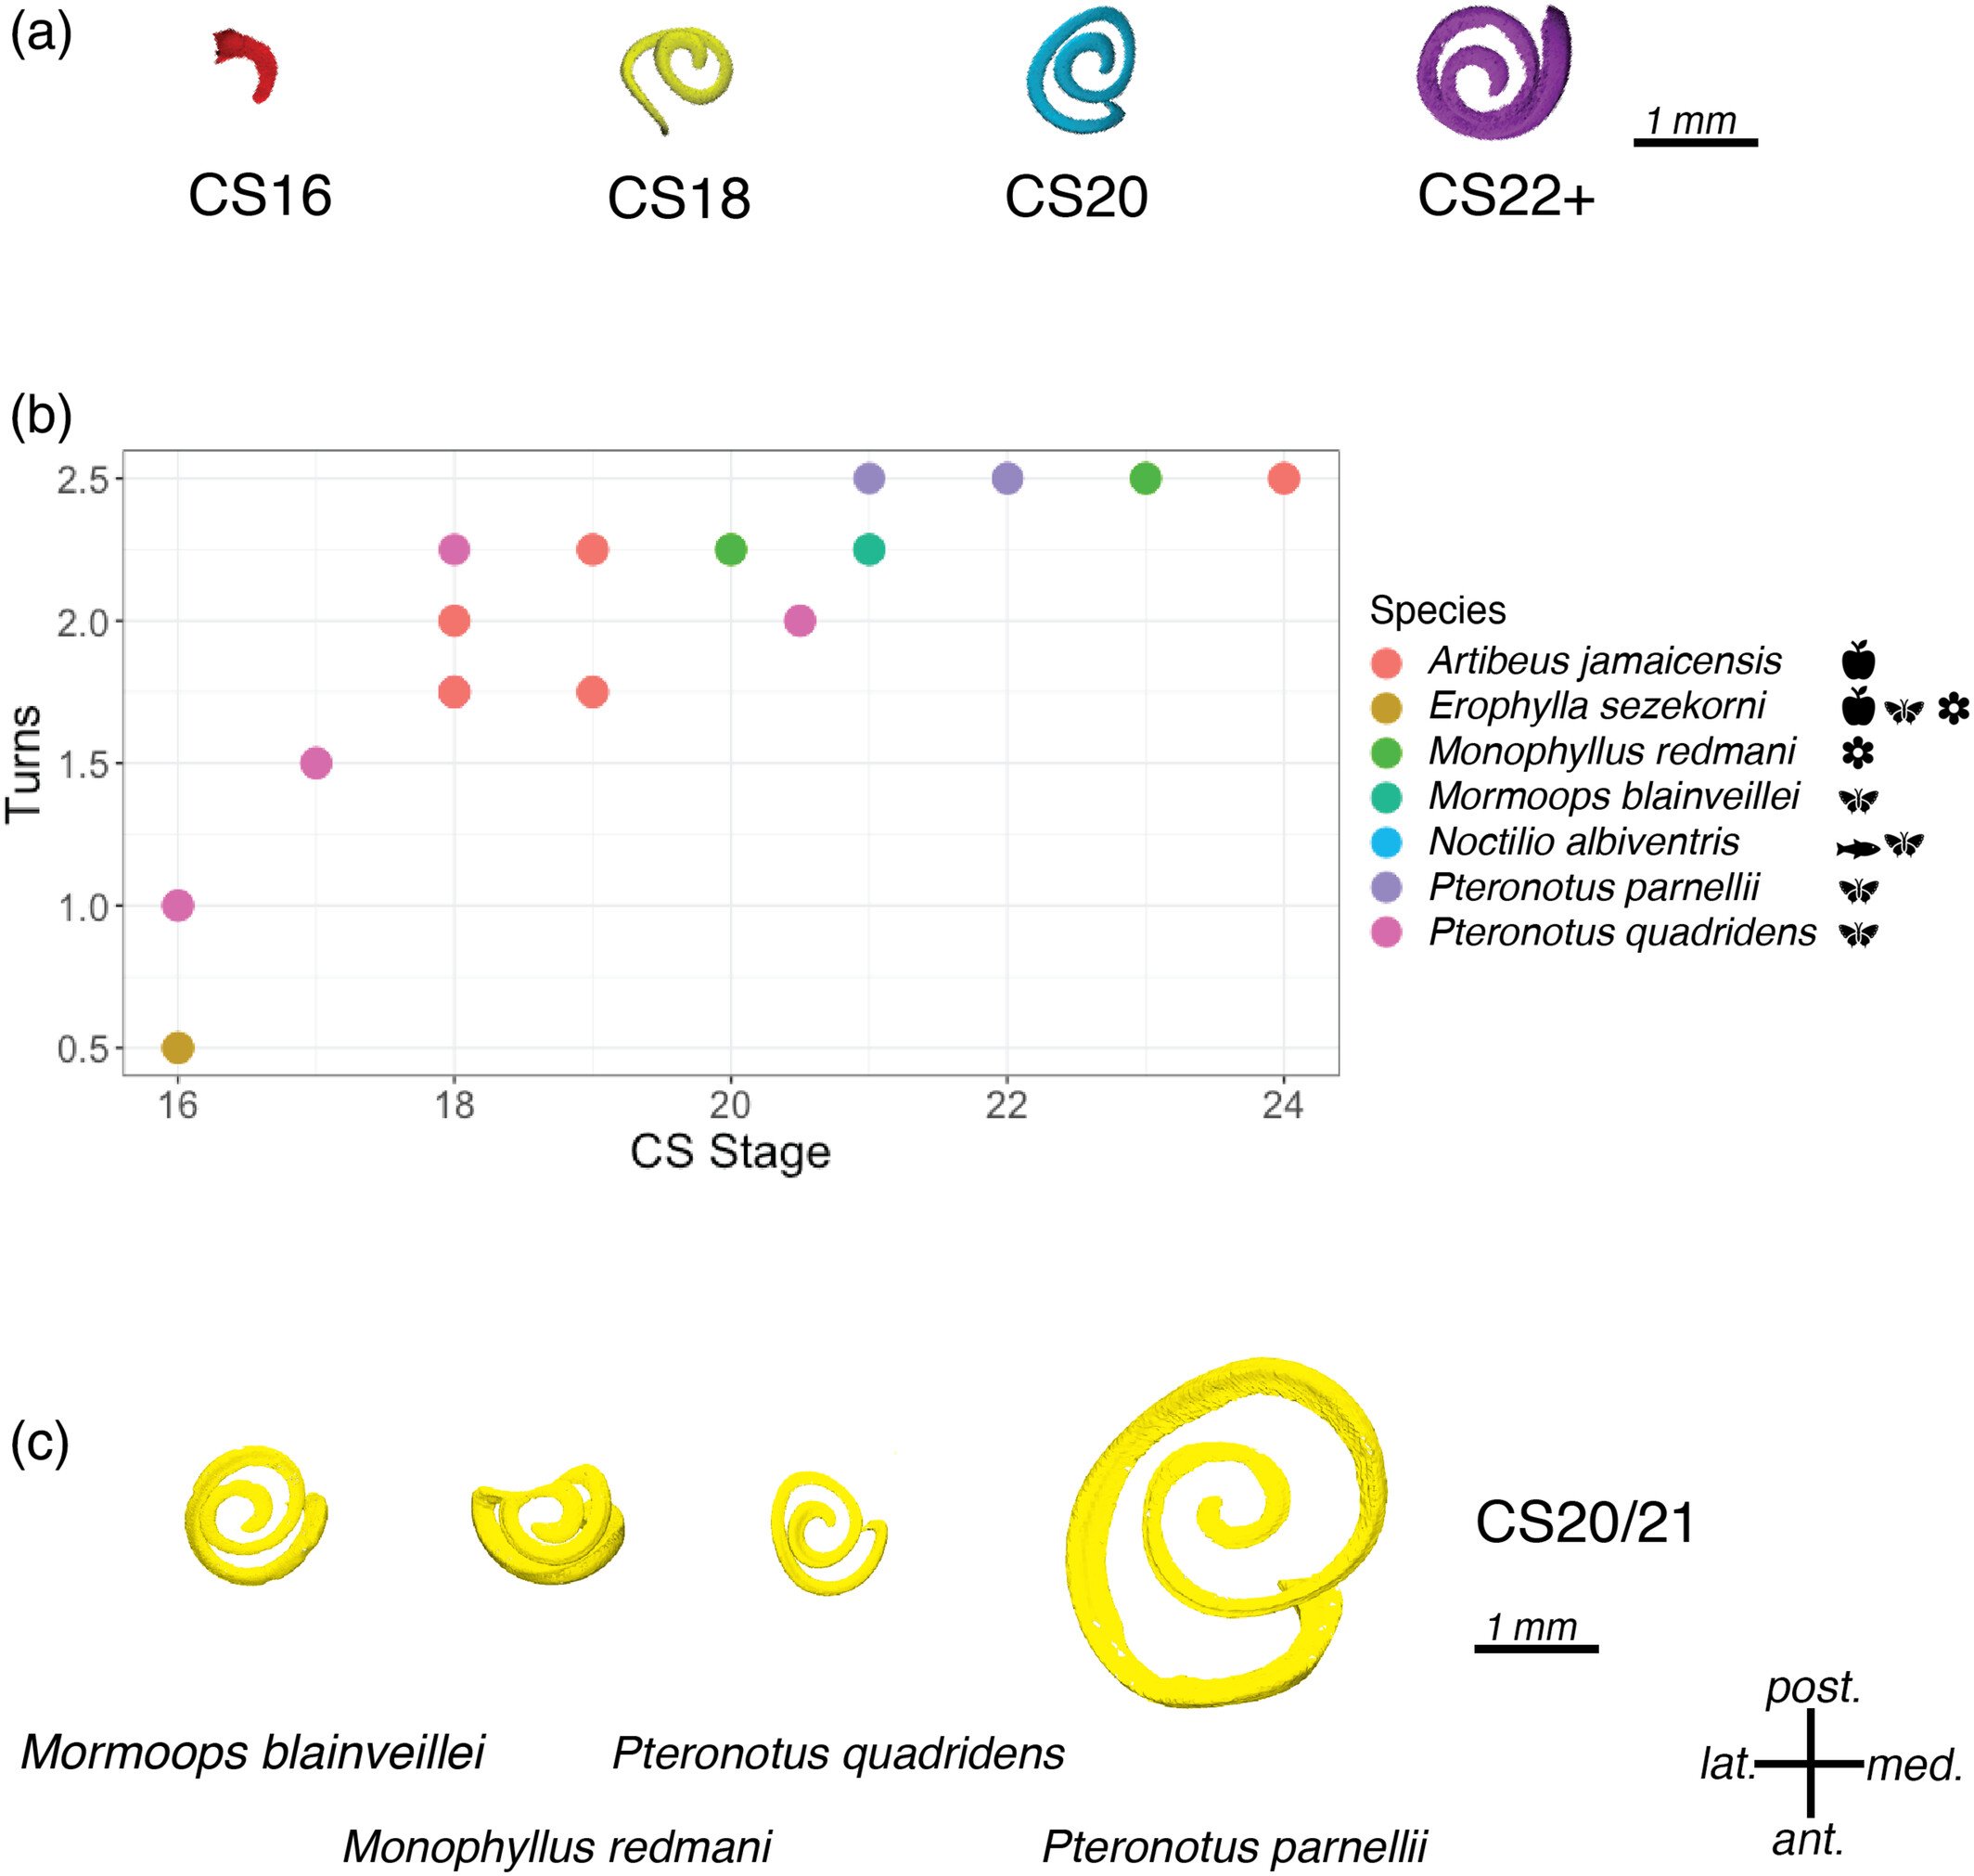 (a)
1 mm
CS16
CS18
CS20
CS22+
(b)
2.5
2.0
1.5
1.0
0.5
Turns
16
18
20
22
24
CS Stage
Species
Artibeus jamaicensis
Erophylla sezekorni
Monophyllus redmani
Mormoops blainveillei
Noctilio albiventris
Pteronotus parnellii
Pteronotus quadridens
(c)
CS20/21
1 mm
post.
lat.
med.
ant.
Mormoops blainveillei
Pteronotus quadridens
Monophyllus redmani
Pteronotus parnellii